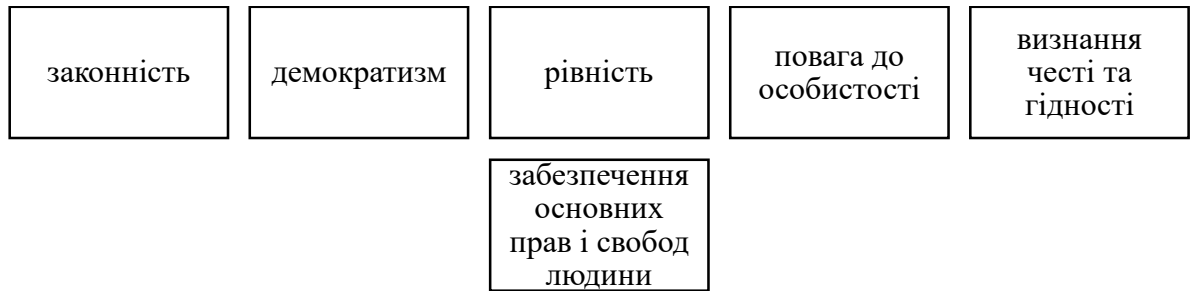 законність
демократизм
рівність
повага до
особистості
визнання
честі та
гідності
забезпечення
основних
прав і свобод
людини